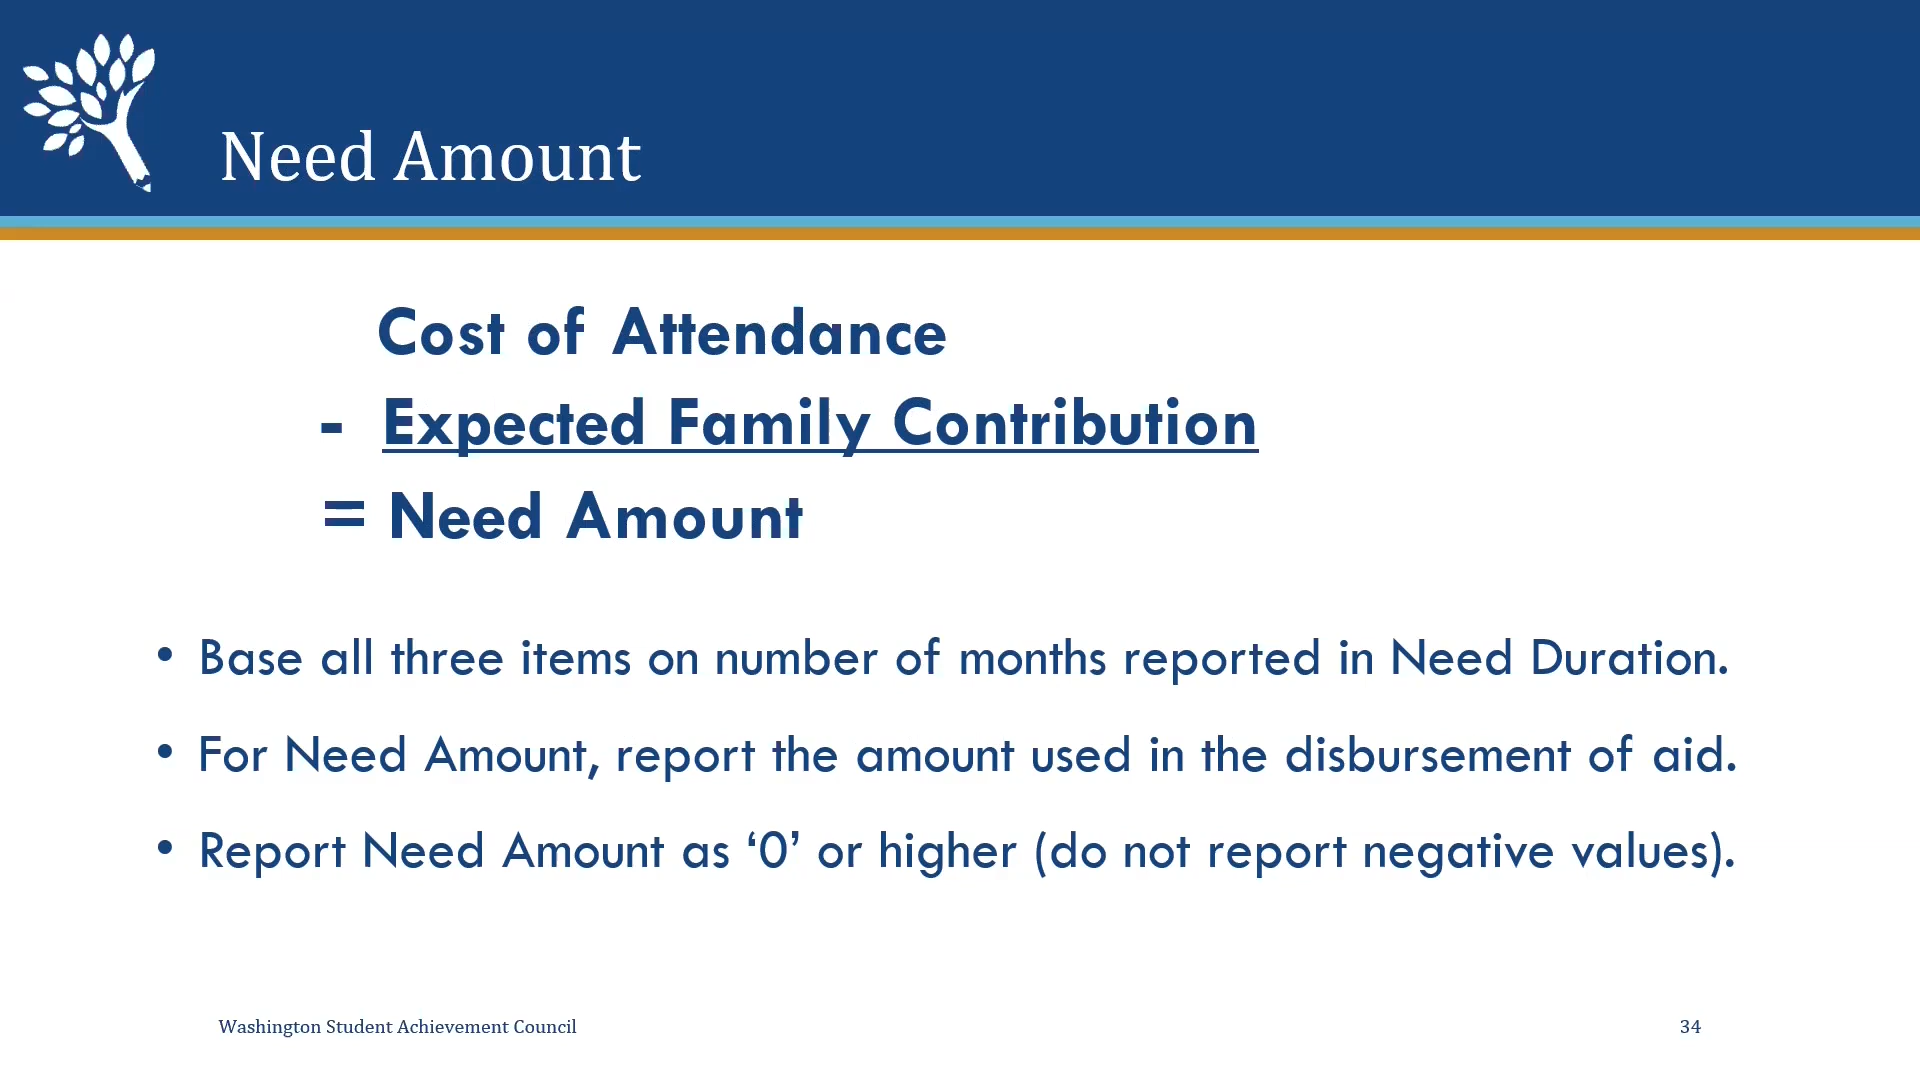 Need Amount
Cost of Attendance
- Expected Family Contribution
= Need Amount
• Base all three items on number of months reported in Need Duration.
• For Need Amount, report the amount used in the disbursement of aid.
• Report Need Amount as ‘0’ or higher (do not report negative values).
Washington Student Achievement Council
34